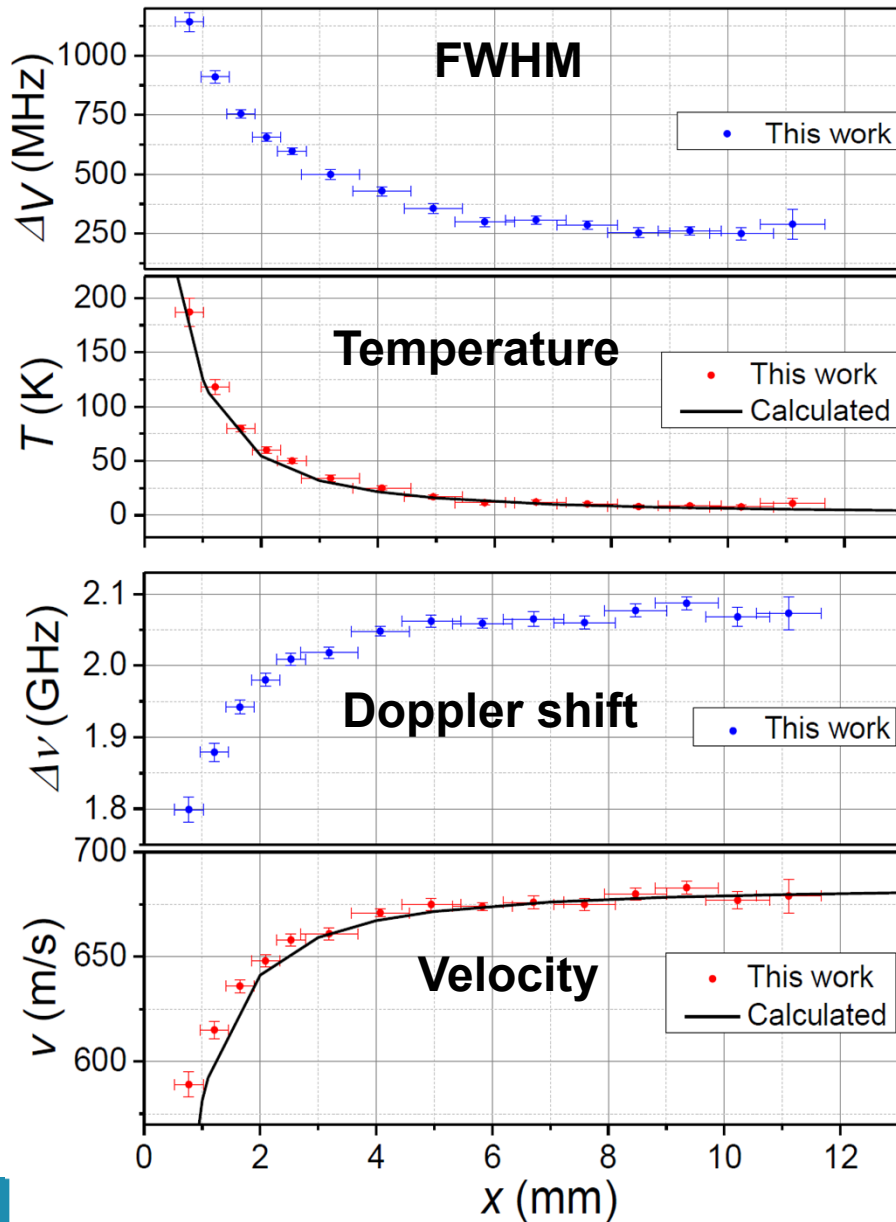 FWHM
ΔV (MHz)
1000
750
500
250
This work
Temperature
T (K)
200
150
100
50
0
This work
Calculated
Doppler shift
Δν (GHz)
2.1
2.0
1.9
1.8
This work
Velocity
v (m/s)
700
700
650
600
This work
Calculated
0 2 4 6 8 10 12
x (mm)